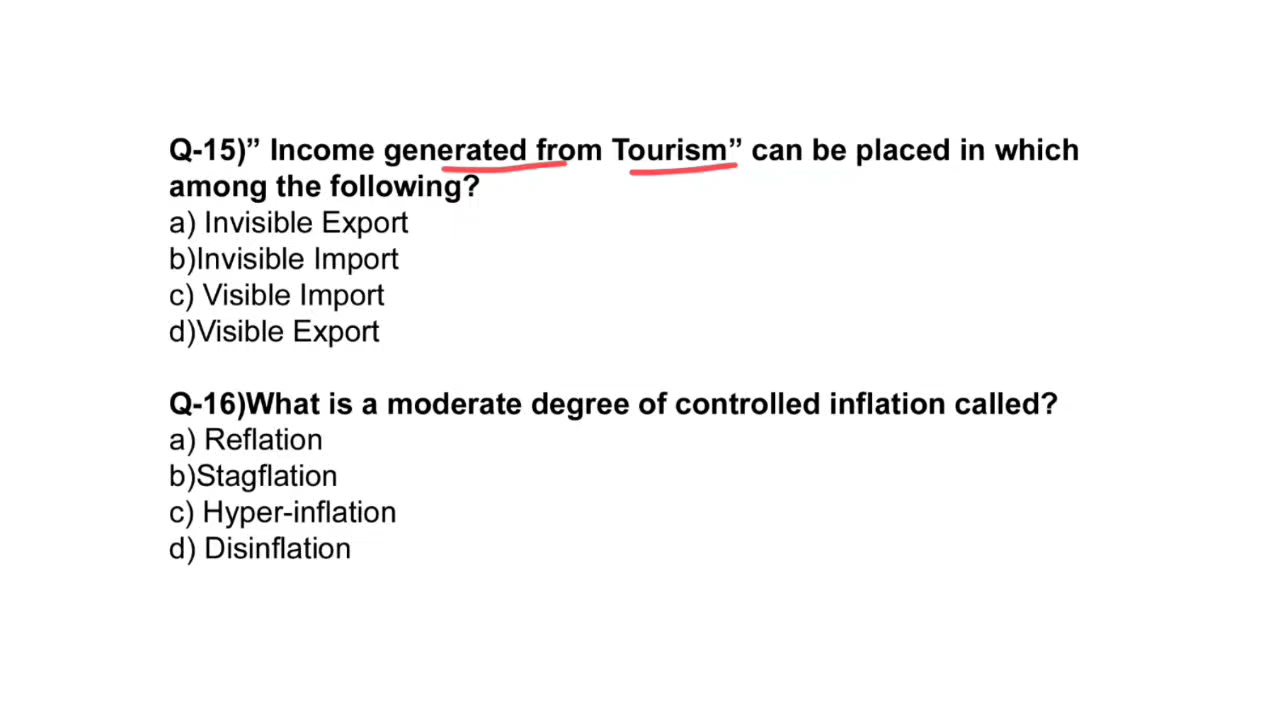 Q-15)” Income generated from Tourism” can be placed in which
among the following?
a) Invisible Export
b)Invisible Import
c) Visible Import
d)Visible Export
Q-16)What is a moderate degree of controlled inflation called?
a) Reflation
b)Stagflation
c) Hyper-inflation
d) Disinflation